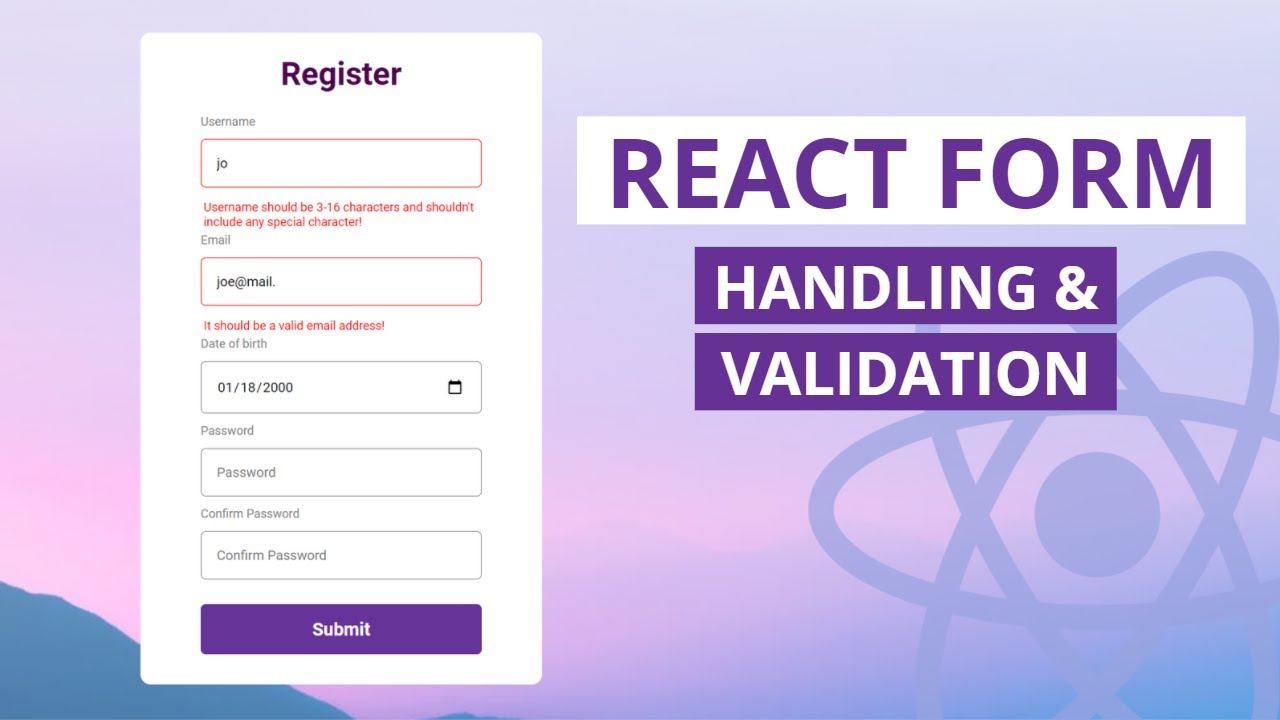 Register
Username
jo
Username should be 3-16 characters and shouldn't
include any special character!
Email
joe@mail.
It should be a valid email address!
Date of birth
01/18/2000
Password
Password
Confirm Password
Confirm Password
Submit
REACT FORM
HANDLING &
VALIDATION